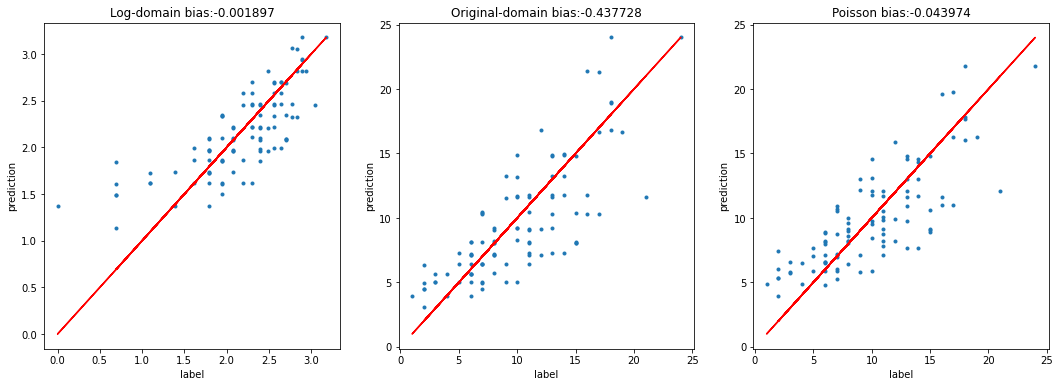 Log-domain bias:-0.001897
prediction
3.0
2.5
2.0
1.5
1.0
0.5
0.0
0.0 0.5 1.0 1.5 2.0 2.5 3.0
label
Original-domain bias:-0.437728
prediction
25
20
15
10
5
0
0 5 10 15 20 25
label
Poisson bias:-0.043974
prediction
25
20
15
10
5
0
0 5 10 15 20 25
label